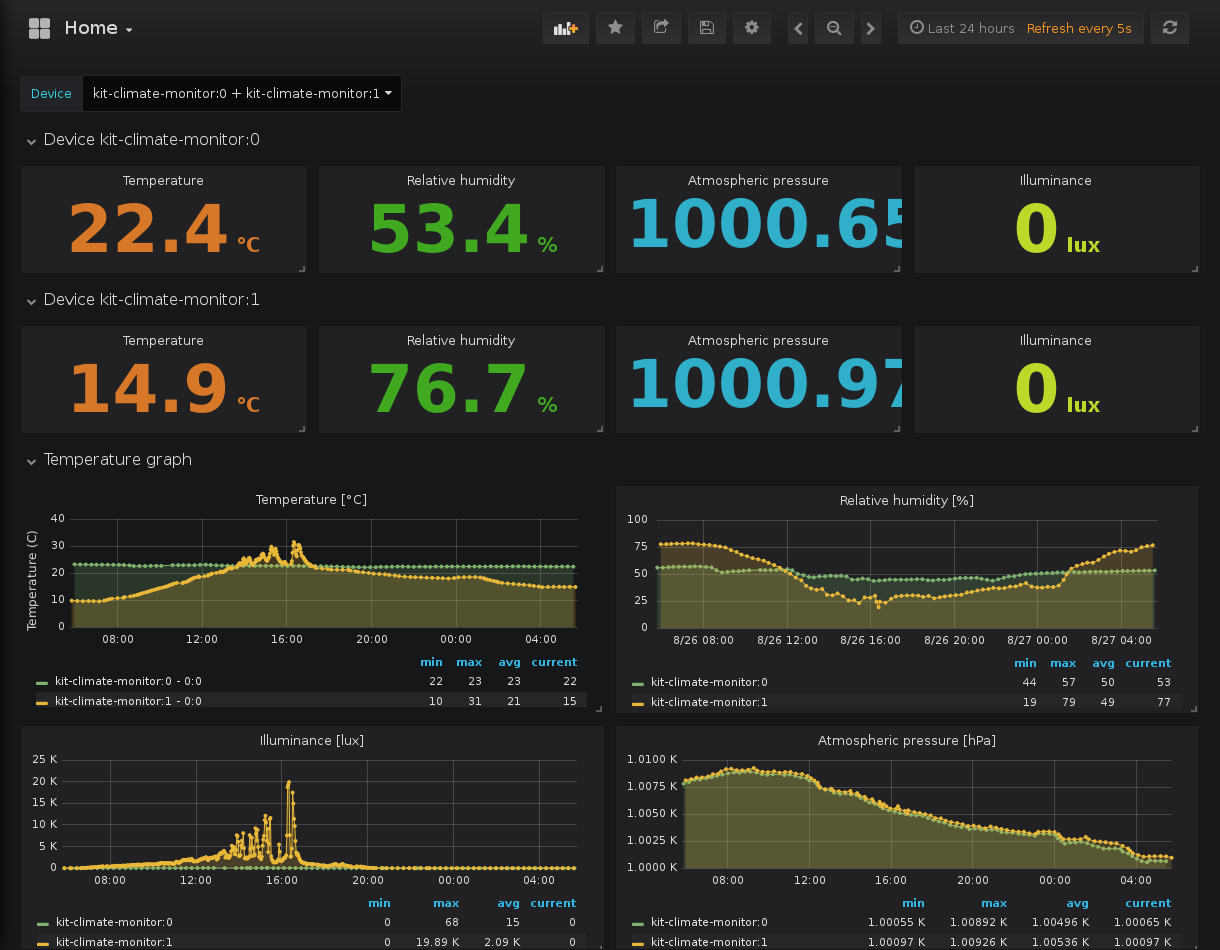 Home
Last 24 hours Refresh every 5s
Device kit-climate-monitor:0 + kit-climate-monitor:1
Device kit-climate-monitor:0
Temperature Relative humidity Atmospheric pressure Illuminance
22.4 °C 53.4 % 1000.65 0 lux
Device kit-climate-monitor:1
Temperature Relative humidity Atmospheric pressure Illuminance
14.9 °C 76.7 % 1000.97 0 lux
Temperature graph
Temperature [°C]
Temperature (C)
40
30
20
10
0
08:00 12:00 16:00 20:00 00:00 04:00
min max avg current
kit-climate-monitor:0 - 0:0 22 23 23 22
kit-climate-monitor:1 - 0:0 10 31 21 15
Relative humidity [%]
100
75
50
25
0
8/26 08:00 8/26 12:00 8/26 16:00 8/26 20:00 8/27 00:00 8/27 04:00
min max avg current
kit-climate-monitor:0 44 57 50 53
kit-climate-monitor:1 19 79 49 77
Illuminance [lux]
25 K
20 K
15 K
10 K
5 K
0
08:00 12:00 16:00 20:00 00:00 04:00
min max avg current
kit-climate-monitor:0 0 68 15 0
kit-climate-monitor:1 0 19.89 K 2.09 K 0
Atmospheric pressure [hPa]
1.0100 K
1.0075 K
1.0050 K
1.0025 K
1.0000 K
08:00 12:00 16:00 20:00 00:00 04:00
min max avg current
kit-climate-monitor:0 1.00055 K 1.00892 K 1.00496 K 1.00065 K
kit-climate-monitor:1 1.00097 K 1.00926 K 1.00536 K 1.00097 K